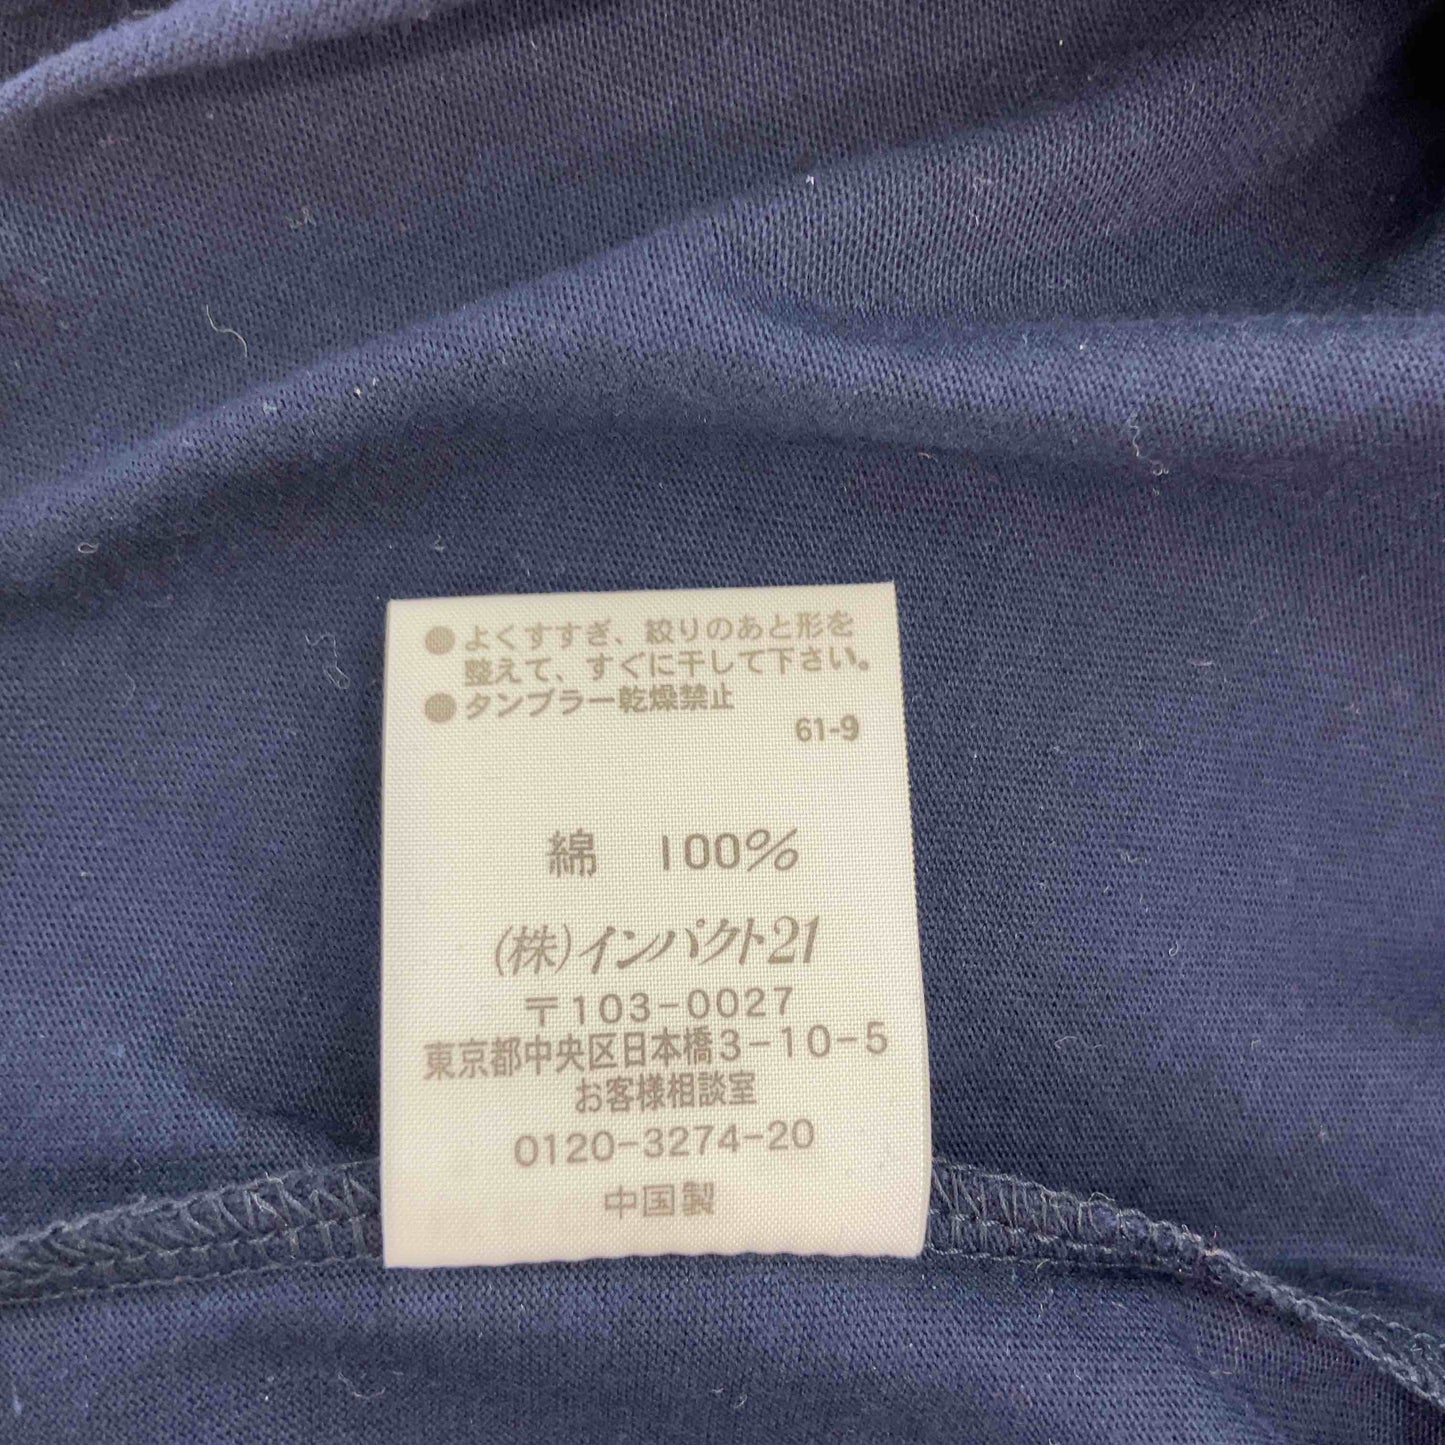 ●よくすすぎ、絞りのあと形を
整えて、すぐに干して下さい。
●タンブラー乾燥禁止
61-9
綿 100%
(株)インパクト21
〒103-0027
東京都中央区日本橋3-10-5
お客様相談室
0120-3274-20
中国製